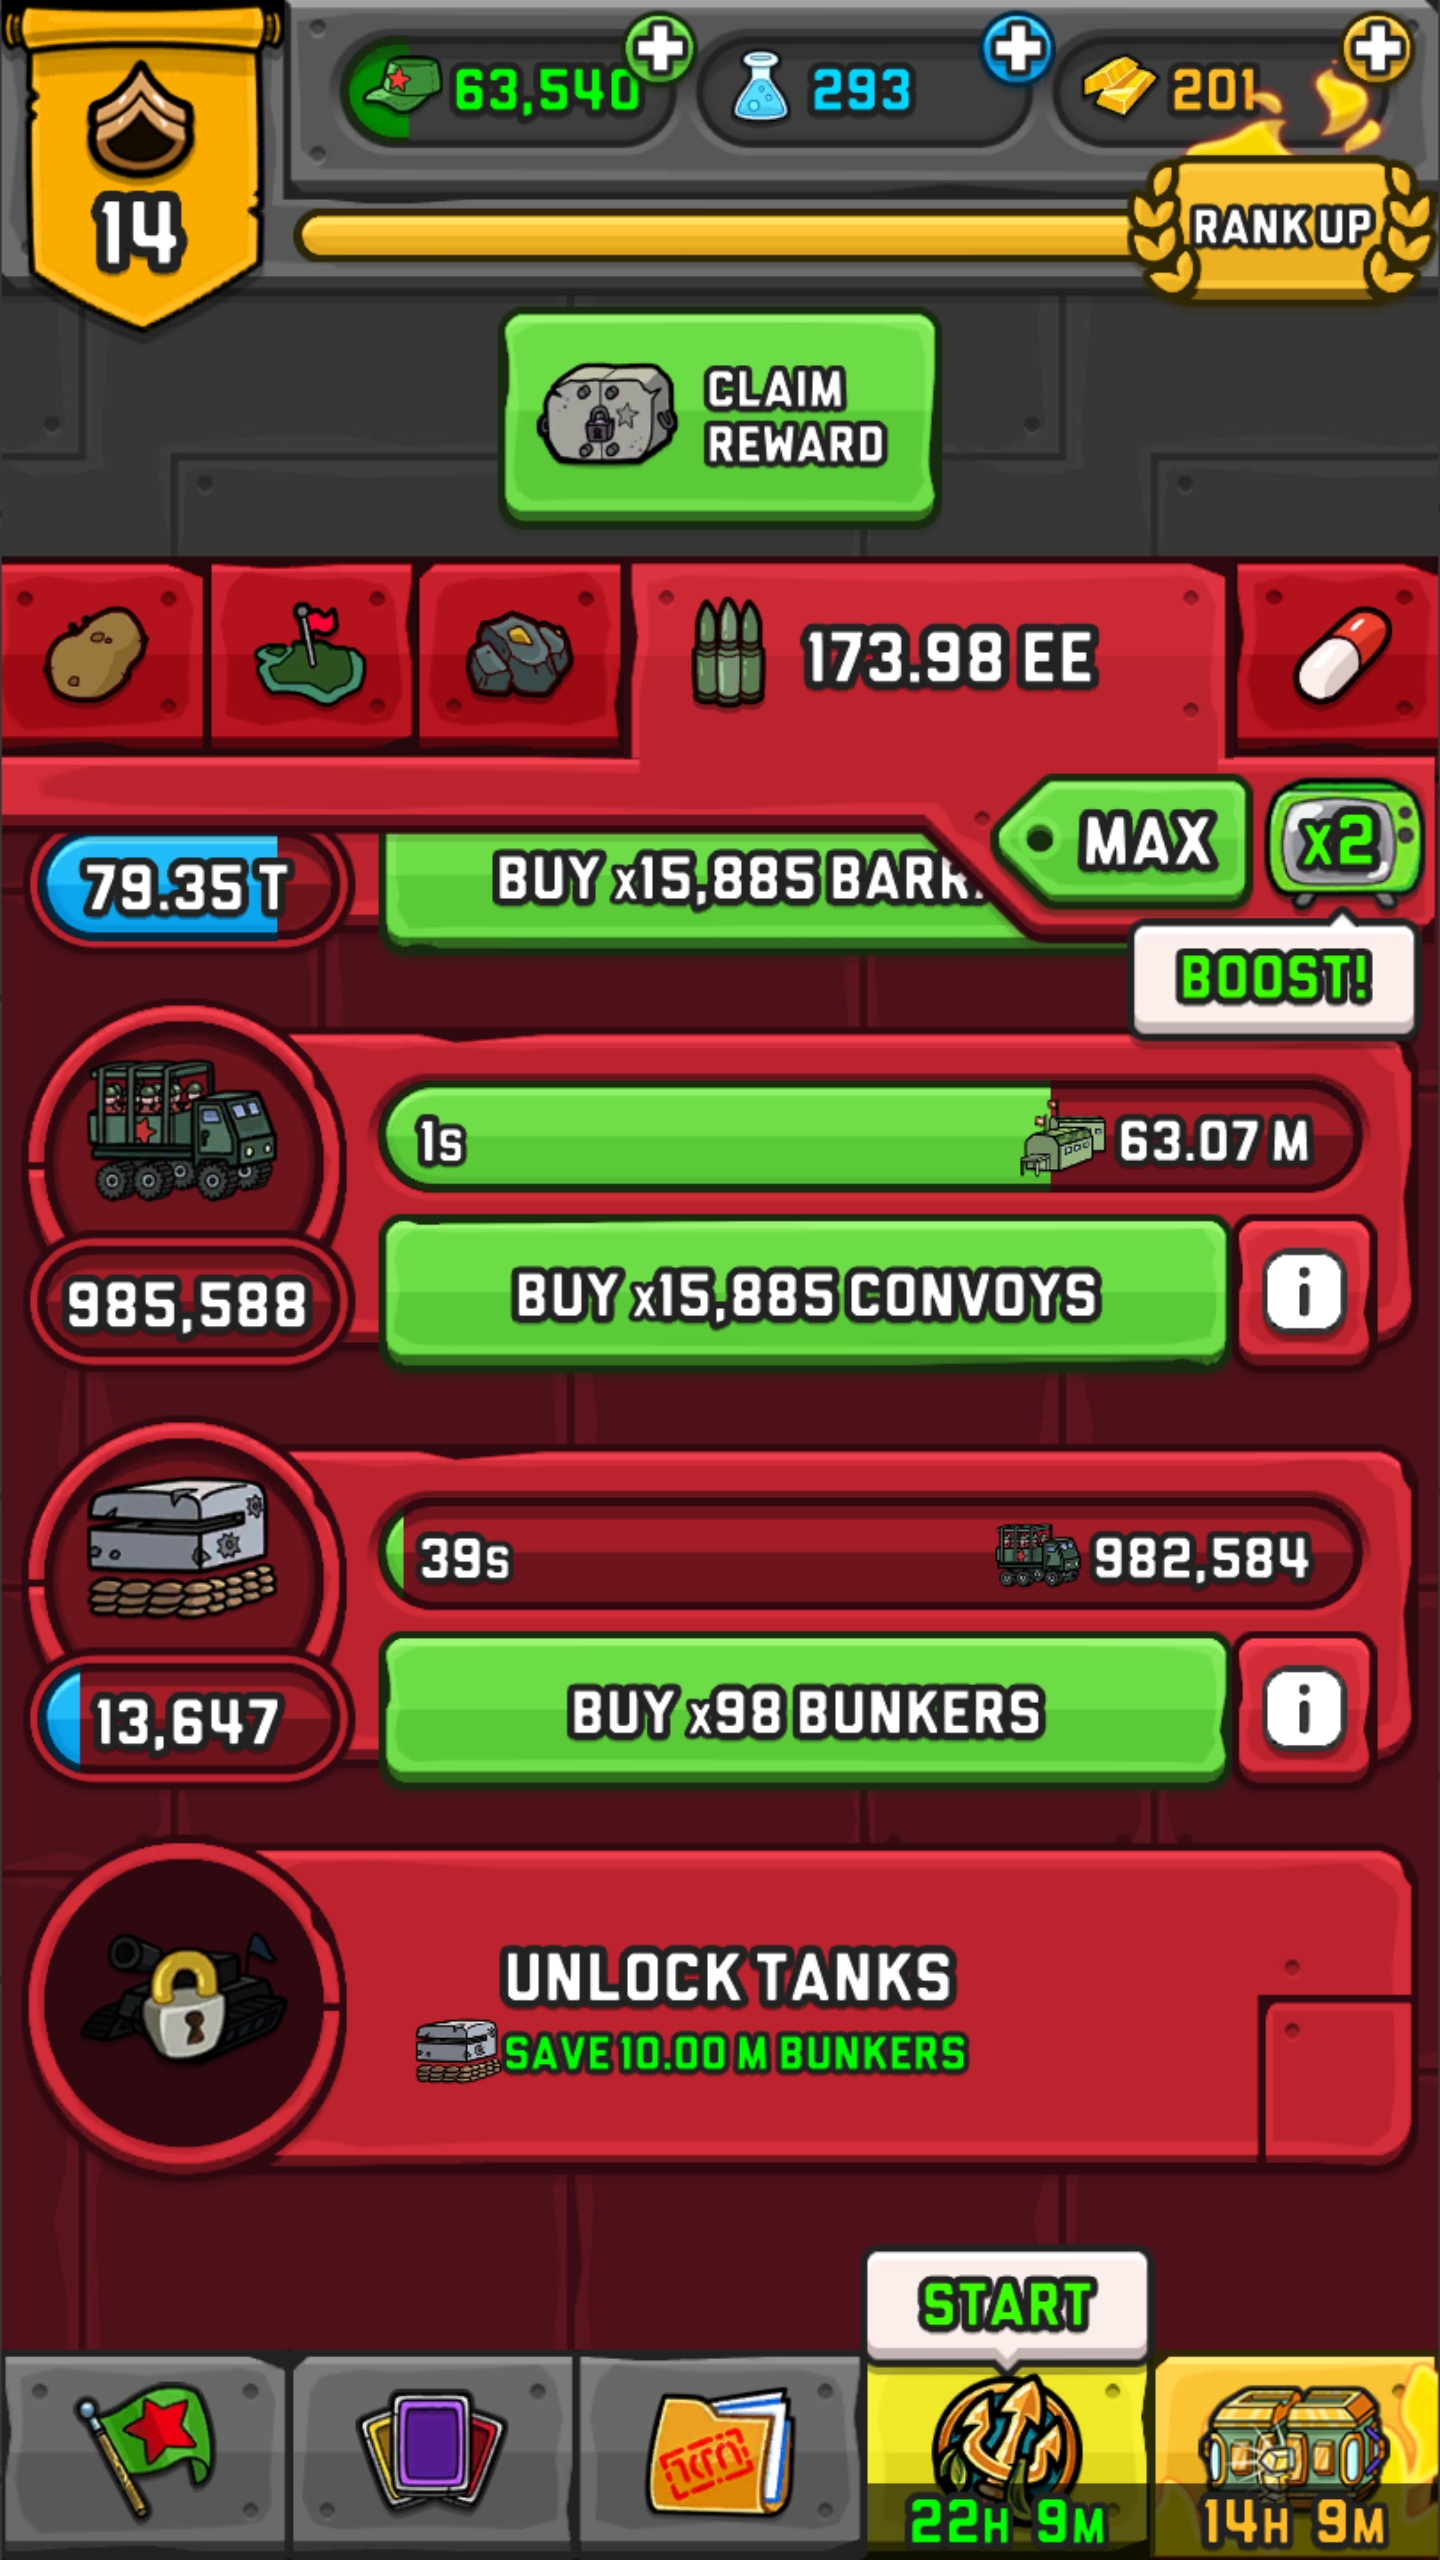 63,540
293
201
14
RANK UP
CLAIM
REWARD
173.98 EE
MAX
x2
79.35 T
BUY x15,885 BARR
BOOST!
1s
63.07 M
985,588
BUY x15,885 CONVOYS
i
39s
982,584
13,647
BUY x98 BUNKERS
i
UNLOCK TANKS
SAVE 10.00 M BUNKERS
START
22H 9M
14H 9M